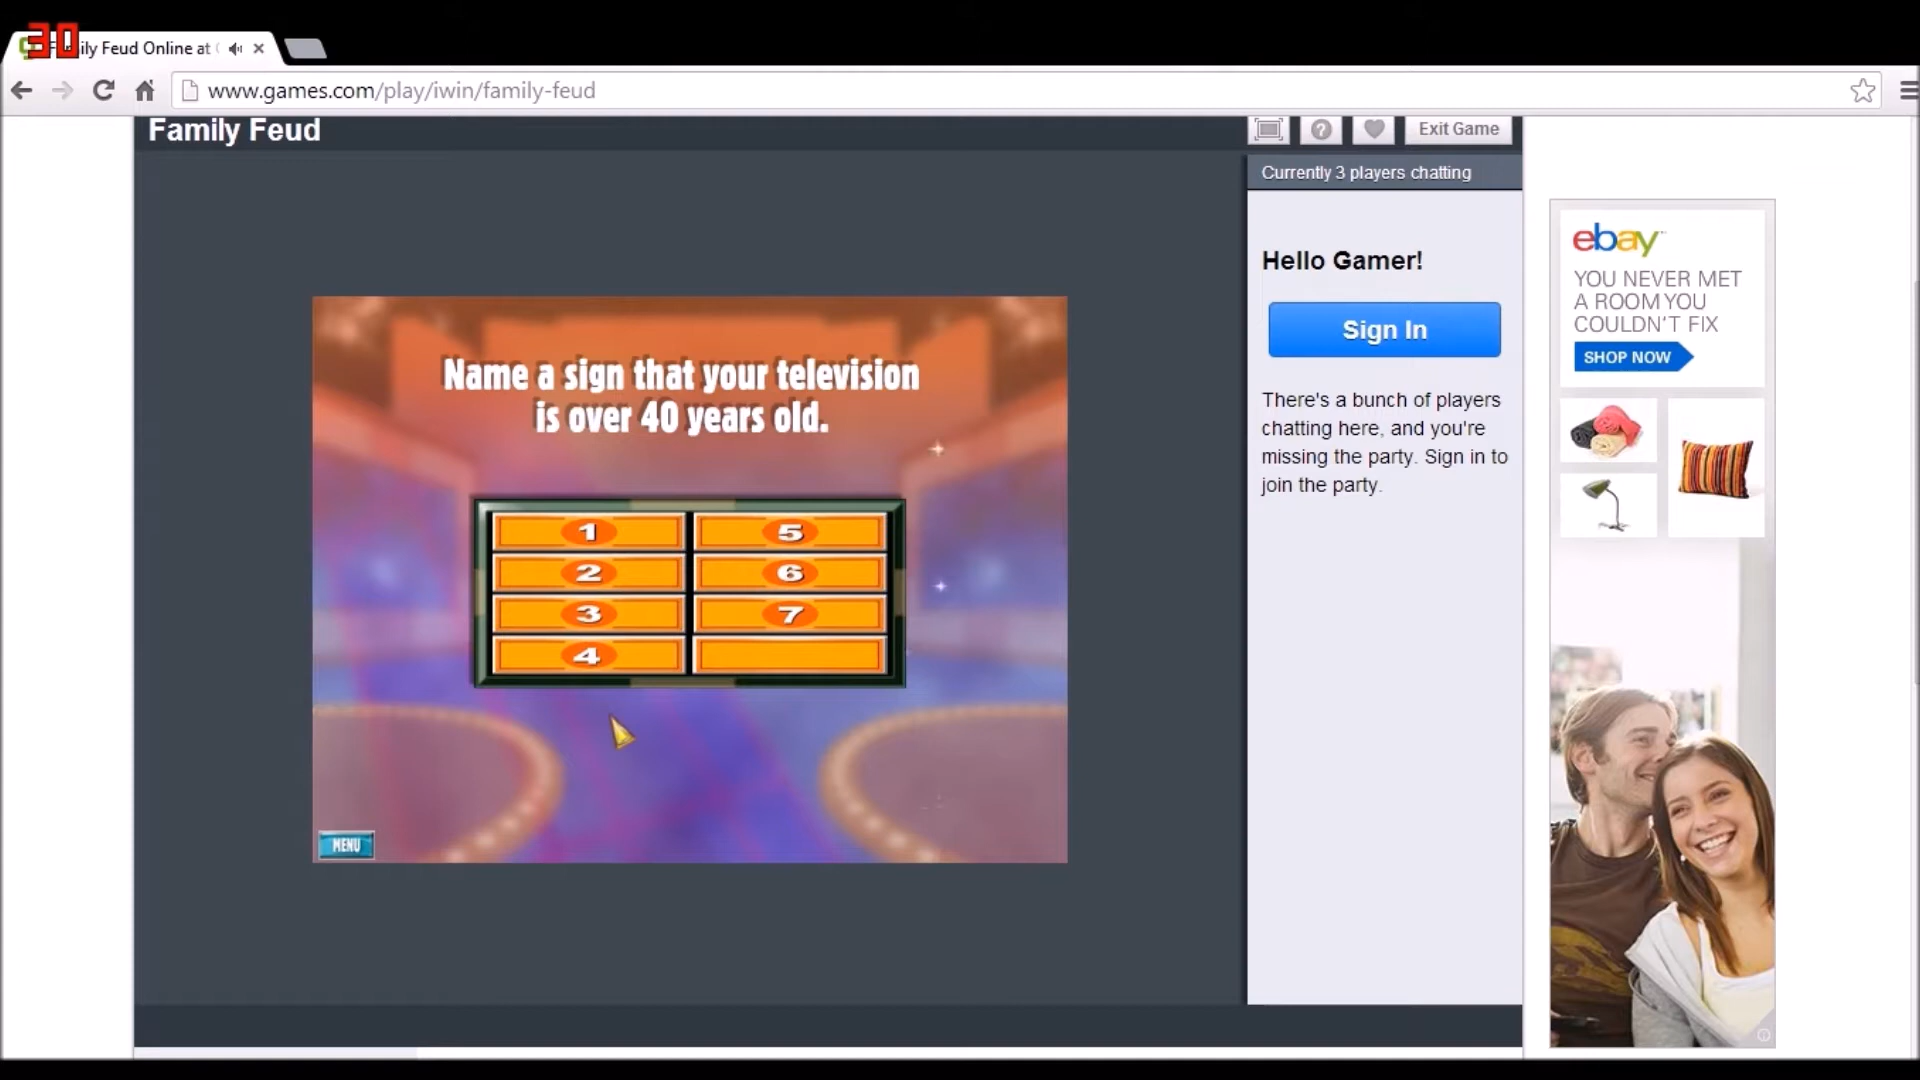 30
ily Feud Online at
www.games.com/play/iwin/family-feud
Family Feud
?
Exit Game
Currently 3 players chatting
Hello Gamer!
Sign In
There's a bunch of players
chatting here, and you're
missing the party. Sign in to
join the party.
Name a sign that your television
is over 40 years old.
1
2
3
4
5
6
7
MENU
ebay
YOU NEVER MET
A ROOM YOU
COULDN'T FIX
SHOP NOW